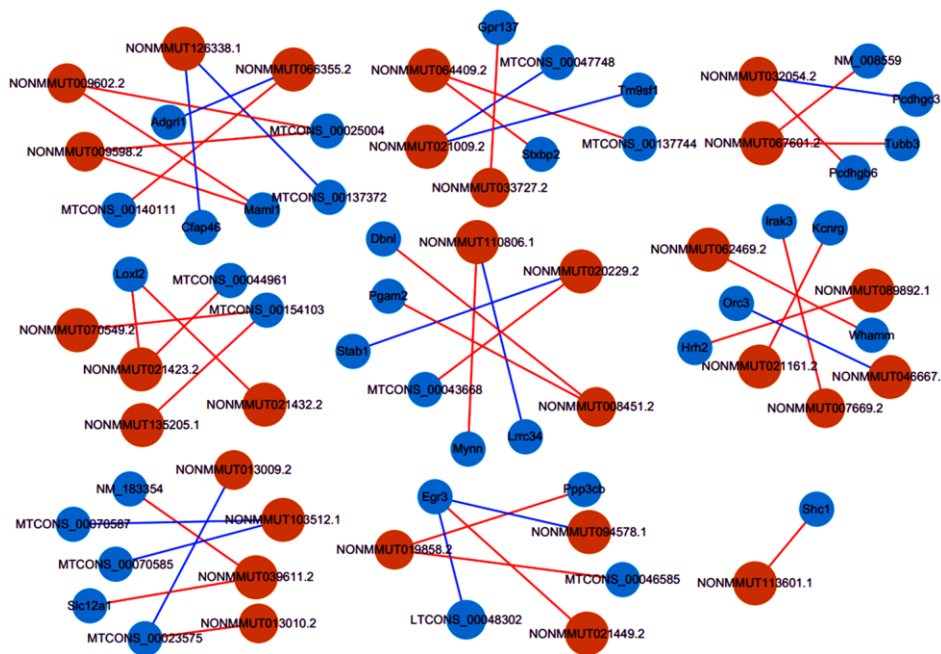 NONMMUT126338.1
NONMMUT066355.2
NONMMUT009602.2
Adgrl1
MTCONS_00025004
NONMMUT009598.2
MTCONS_00140111
MTCONS_00137372
Maml1
Cfap46
Gpr137
MTCONS_00047748
NONMMUT064409.2
Tm9sf1
NONMMUT021009.2
Stxbp2
MTCONS_00137744
NONMMUT033727.2
NM_008559
NONMMUT032054.2
Pcdhgc3
NONMMUT067601.2
Tubb3
Pcdhgb6
Loxl2
MTCONS_00044961
MTCONS_00154103
NONMMUT070549.2
NONMMUT021423.2
NONMMUT021432.2
NONMMUT135205.1
Dbnl
NONMMUT110806.1
NONMMUT020229.2
Pgam2
Stab1
MTCONS_00043668
NONMMUT008451.2
Mynn
Lrrc34
Irak3
Kcnrg
NONMMUT062469.2
NONMMUT089892.1
Orc3
Whamm
Hrh2
NONMMUT021161.2
NONMMUT046667.
NONMMUT007669.2
NONMMUT013009.2
NM_183354
MTCONS_00070587
NONMMUT103512.1
MTCONS_00070585
NONMMUT039611.2
Slc12a1
NONMMUT013010.2
MTCONS_00023575
Egr3
Ppp3cb
NONMMUT094578.1
NONMMUT019858.2
MTCONS_00046585
LTCONS_00048302
NONMMUT021449.2
Shc1
NONMMUT113601.1